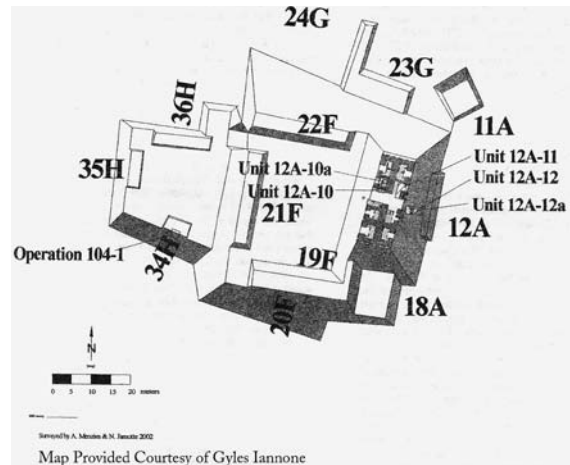 24G
23G
36H
22F
11A
Unit 12A-11
Unit 12A-10a
Unit 12A-12
35H
Unit 12A-10
21F
Unit 12A-12a
12A
Operation 104-1
34H
19F
20F
18A
N
0 5 10 15 20
meters
Surveyed by A. Menzies & N. Jamotte 2002
Map Provided Courtesy of Gyles Iannone